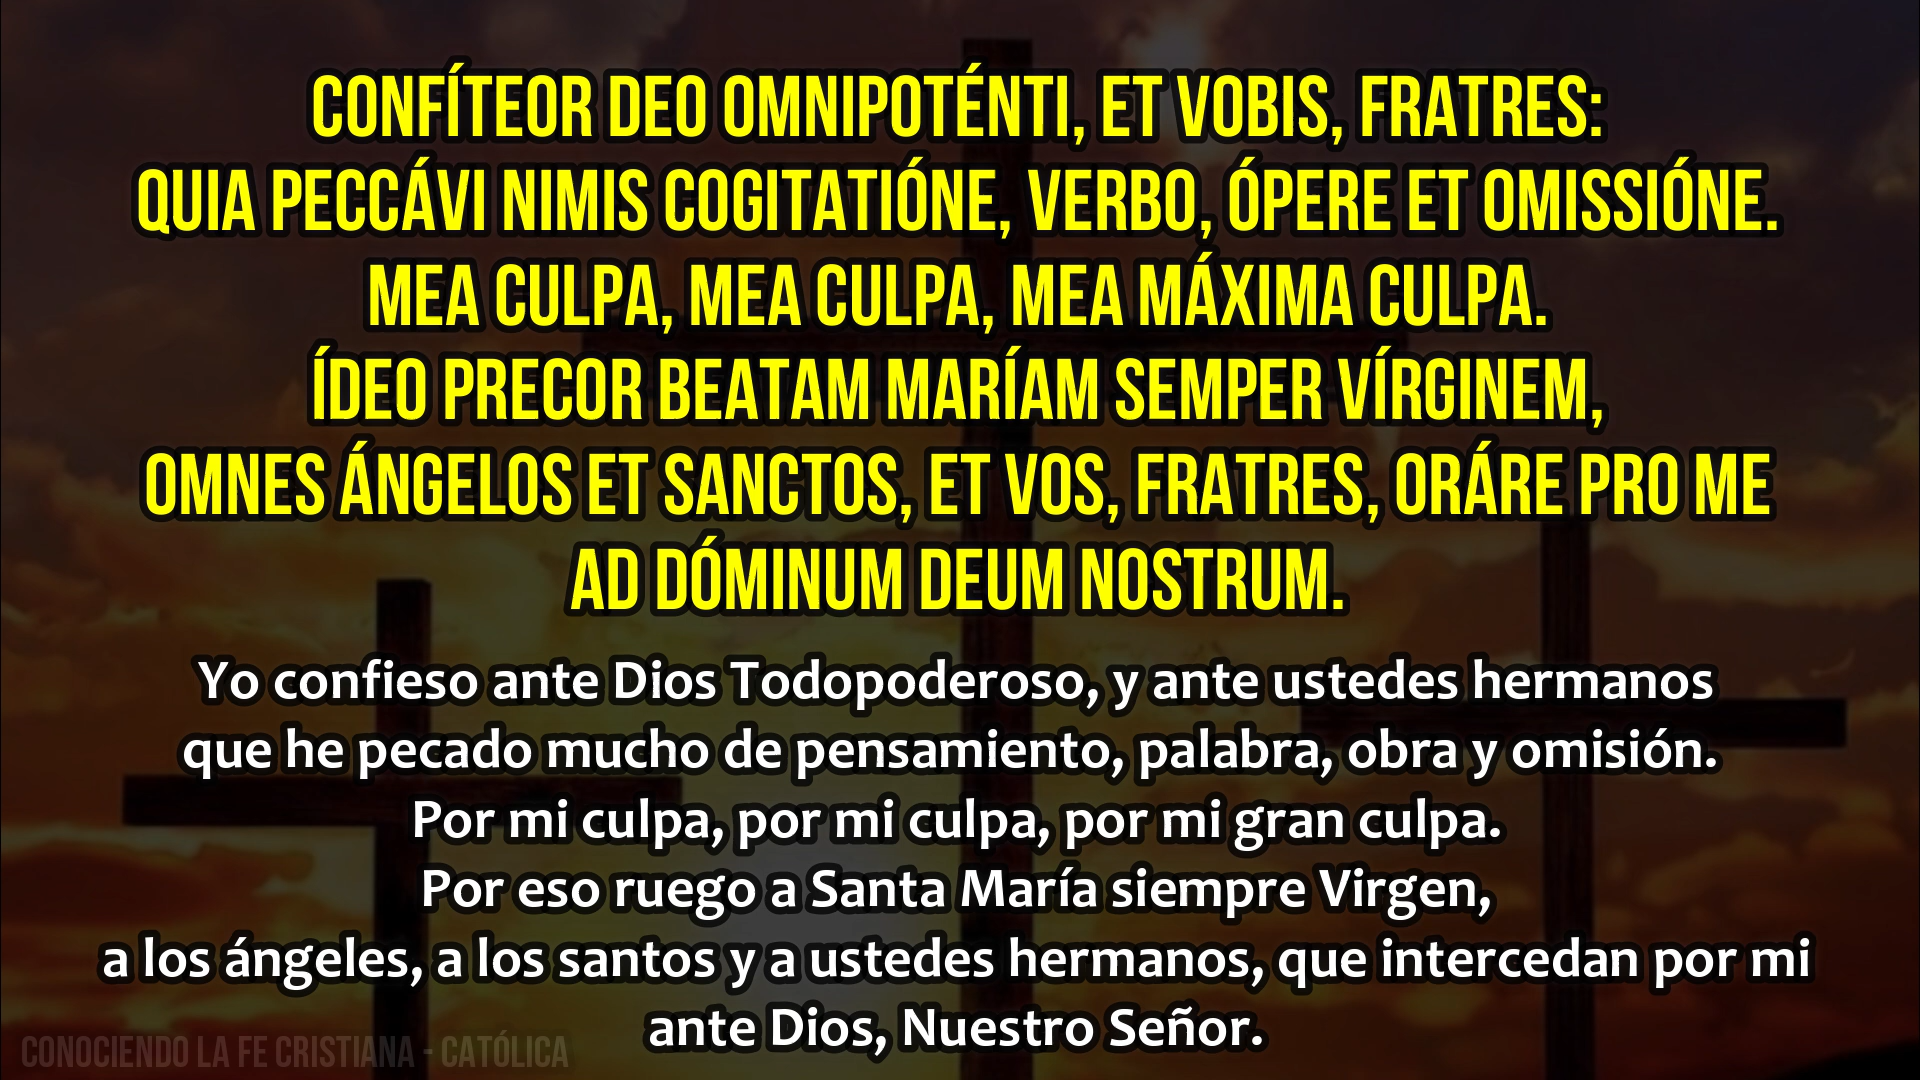 CONFÍTEOR DEO OMNIPOTÉNTI, ET VOBIS, FRATRES:
QUIA PECCÁVI NIMIS COGITATIÓNE, VERBO, ÓPERE ET OMISSIÓNE.
MEA CULPA, MEA CULPA, MEA MÁXIMA CULPA.
ÍDEO PRECOR BEATAM MARÍAM SEMPER VÍRGINEM,
OMNES ÁNGELOS ET SANCTOS, ET VOS, FRATRES, ORÁRE PRO ME
AD DÓMINUM DEUM NOSTRUM.
Yo confieso ante Dios Todopoderoso, y ante ustedes hermanos
que he pecado mucho de pensamiento, palabra, obra y omisión.
Por mi culpa, por mi culpa, por mi gran culpa.
Por eso ruego a Santa María siempre Virgen,
a los ángeles, a los santos y a ustedes hermanos, que intercedan por mi
ante Dios, Nuestro Señor.
CONOCIENDO LA FE CRISTIANA - CATÓLICA